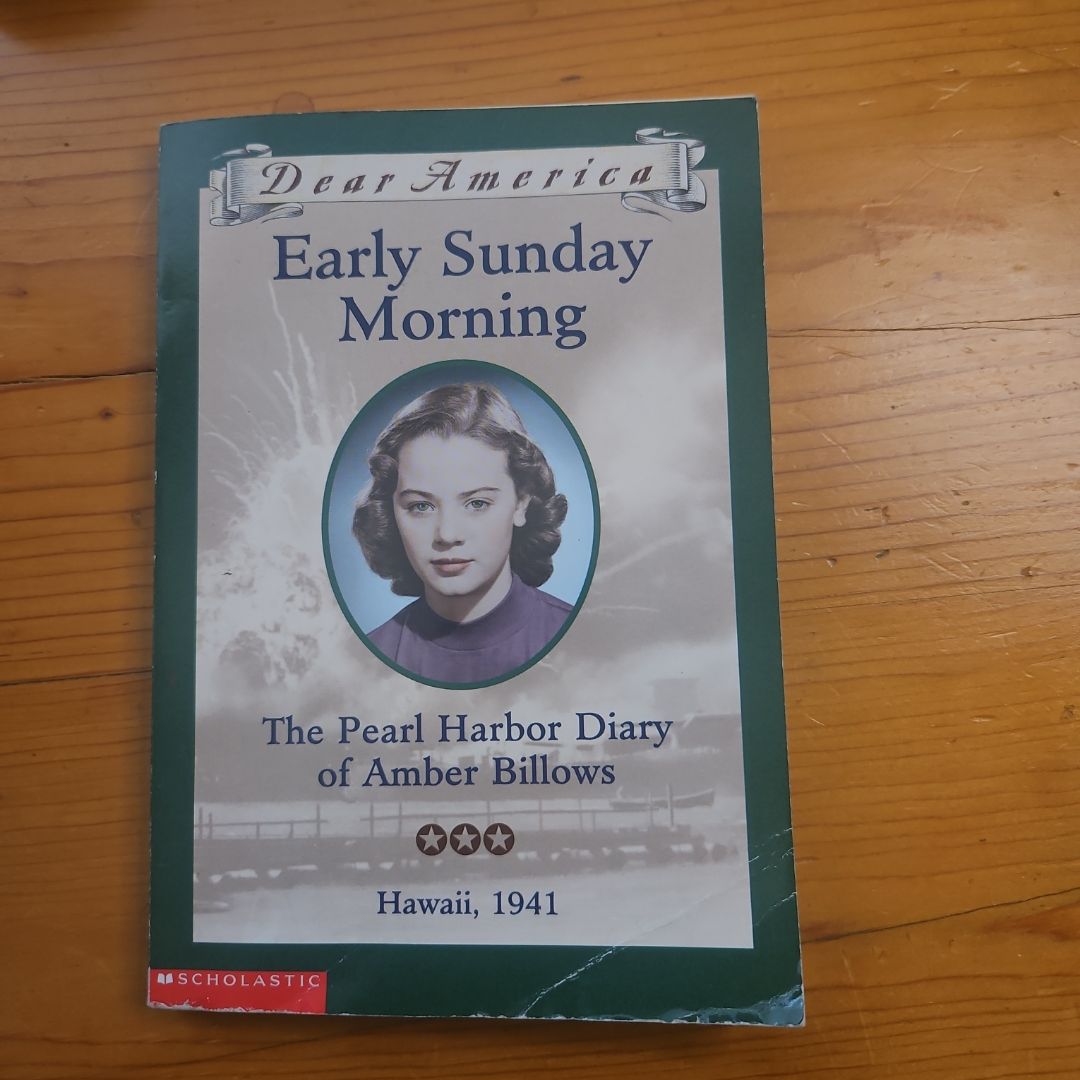 Dear America
Early Sunday
Morning
The Pearl Harbor Diary
of Amber Billows
Hawaii, 1941
SCHOLASTIC